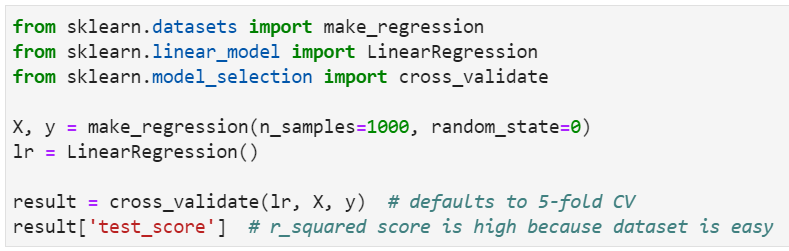 from sklearn.datasets import make_regression
from sklearn.linear_model import LinearRegression
from sklearn.model_selection import cross_validate
X, y = make_regression(n_samples=1000, random_state=0)
lr = LinearRegression()
result = cross_validate(lr, X, y)  # defaults to 5-fold CV
result['test_score']  # r_squared score is high because dataset is easy